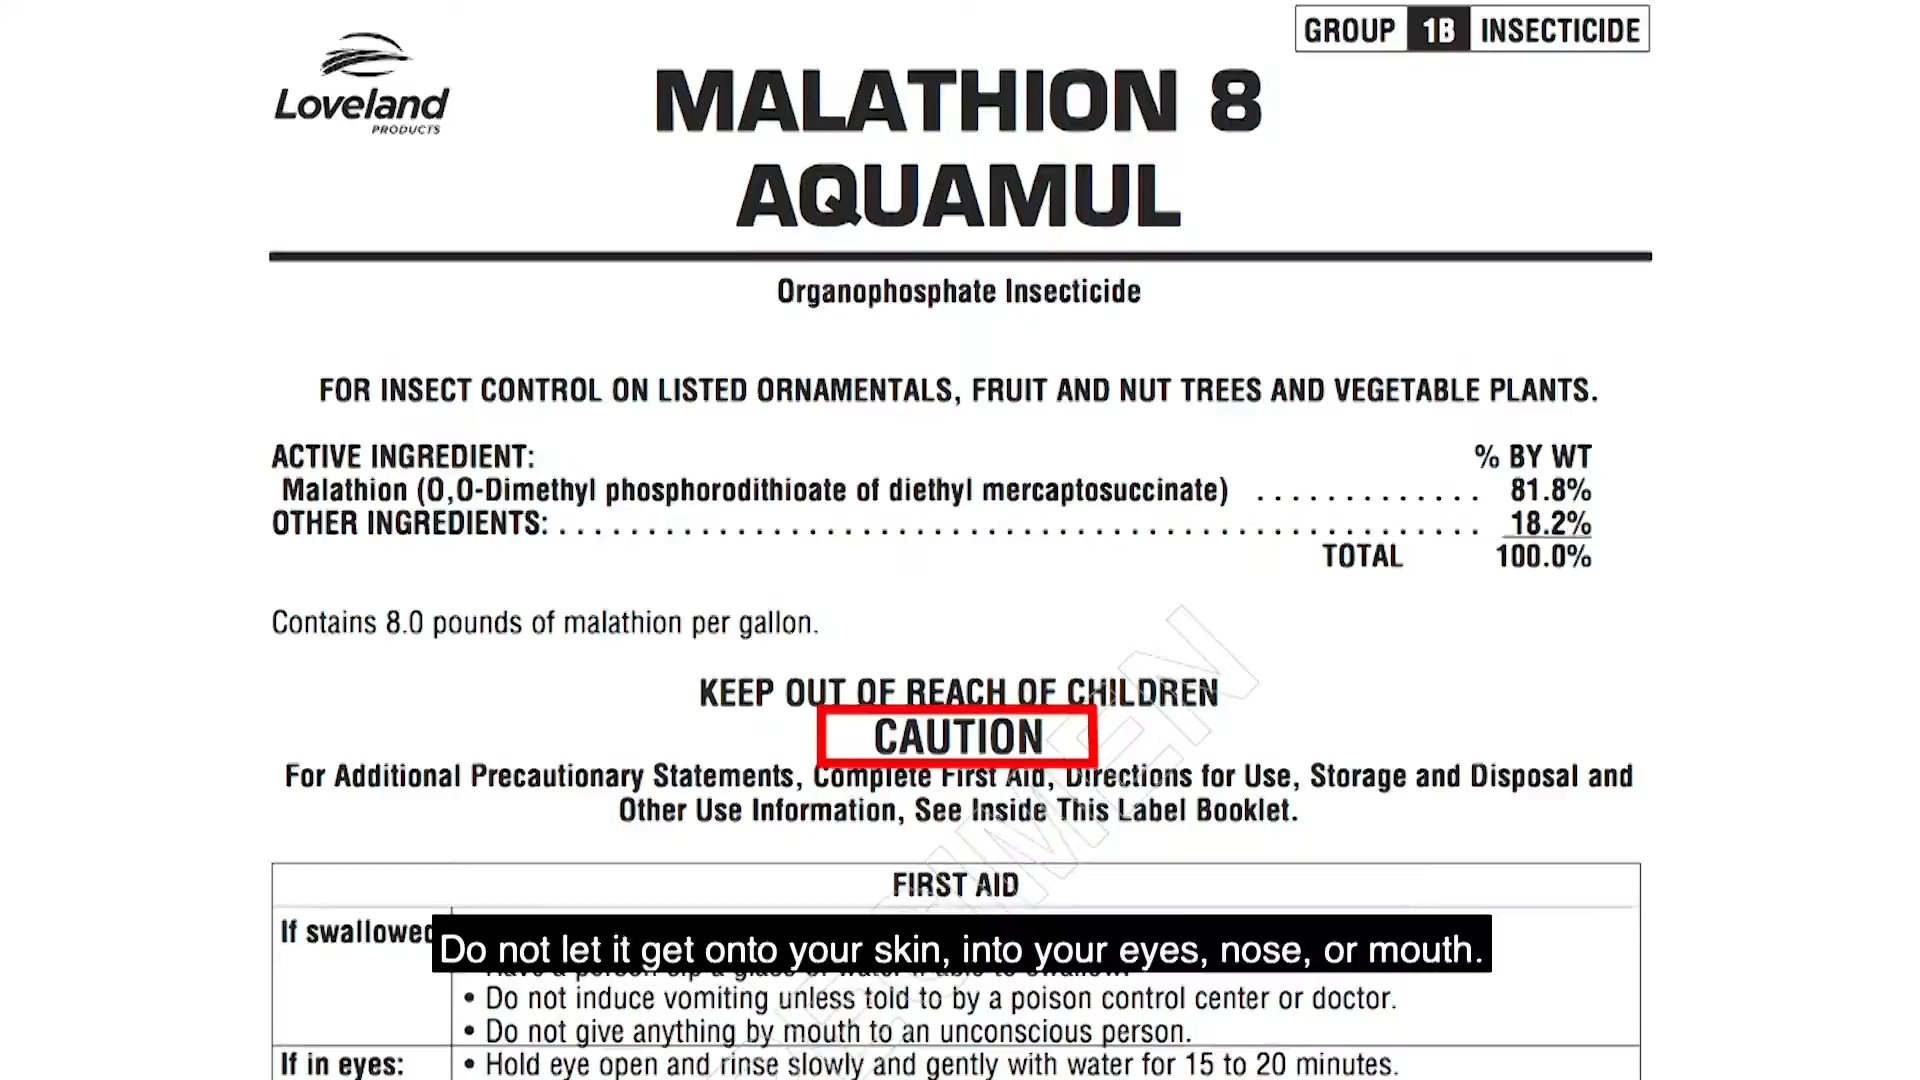 GROUP 1B INSECTICIDE
Loveland
PRODUCTS
MALATHION 8
AQUAMUL
Organophosphate Insecticide
FOR INSECT CONTROL ON LISTED ORNAMENTALS, FRUIT AND NUT TREES AND VEGETABLE PLANTS.
ACTIVE INGREDIENT: % BY WT
Malathion (O,O-Dimethyl phosphorodithioate of diethyl mercaptosuccinate) . . . . . . . . . . . . . 81.8%
OTHER INGREDIENTS: . . . . . . . . . . . . . . . . . . . . . . . . . . . . . . . . . . . . . . . . . . . . . . . . . . . . 18.2%
TOTAL 100.0%
Contains 8.0 pounds of malathion per gallon.
KEEP OUT OF REACH OF CHILDREN
CAUTION
For Additional Precautionary Statements, Complete First Aid, Directions for Use, Storage and Disposal and
Other Use Information, See Inside This Label Booklet.
FIRST AID
If swallowed
Do not let it get onto your skin, into your eyes, nose, or mouth.
• Do not induce vomiting unless told to by a poison control center or doctor.
• Do not give anything by mouth to an unconscious person.
If in eyes: • Hold eye open and rinse slowly and gently with water for 15 to 20 minutes.